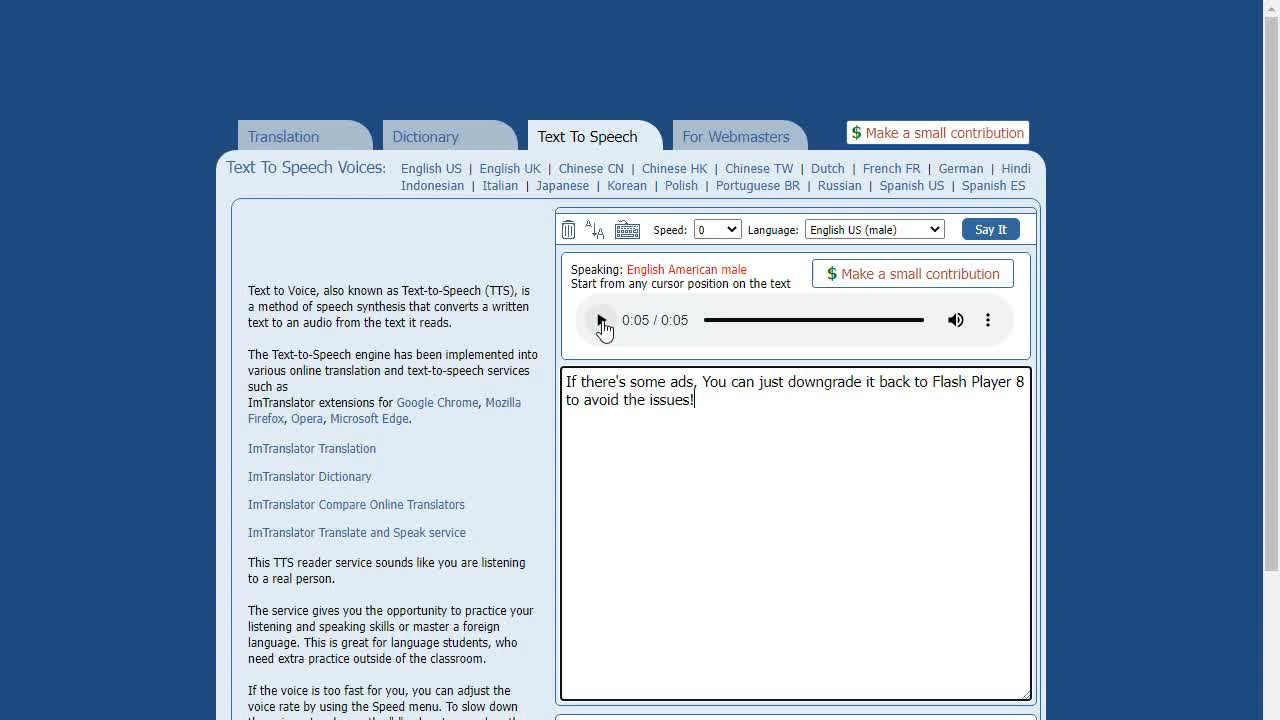 Translation
Dictionary
Text To Speech
For Webmasters
$ Make a small contribution
Text To Speech Voices:
English US | English UK | Chinese CN | Chinese HK | Chinese TW | Dutch | French FR | German | Hindi
Indonesian | Italian | Japanese | Korean | Polish | Portuguese BR | Russian | Spanish US | Spanish ES
Speed: 0 Language: English US (male) Say It
Speaking: English American male
Start from any cursor position on the text
$ Make a small contribution
0:05 / 0:05
If there's some ads, You can just downgrade it back to Flash Player 8
to avoid the issues!
Text to Voice, also known as Text-to-Speech (TTS), is
a method of speech synthesis that converts a written
text to an audio from the text it reads.
The Text-to-Speech engine has been implemented into
various online translation and text-to-speech services
such as
ImTranslator extensions for Google Chrome, Mozilla
Firefox, Opera, Microsoft Edge.
ImTranslator Translation
ImTranslator Dictionary
ImTranslator Compare Online Translators
ImTranslator Translate and Speak service
This TTS reader service sounds like you are listening
to a real person.
The service gives you the opportunity to practice your
listening and speaking skills or master a foreign
language. This is great for language students, who
need extra practice outside of the classroom.
If the voice is too fast for you, you can adjust the
voice rate by using the Speed menu. To slow down